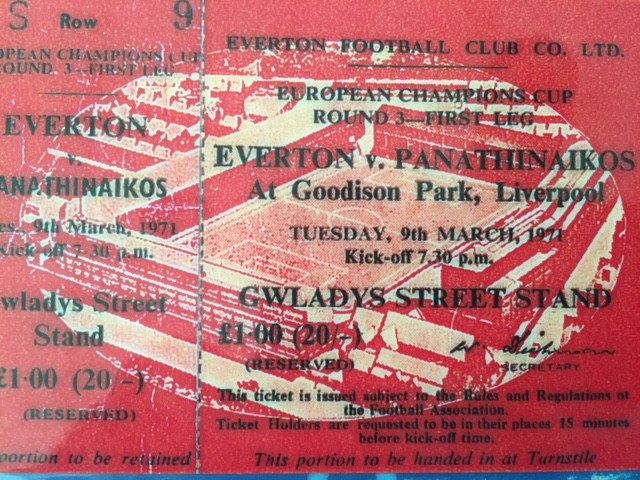 S Row 9
OPEAN CHAMPIONS CUP
ROUND. 3—FIRST LEG
EVERTON
v.
ANATHINAIKOS
es., 9th March, 1971
Kick-off 7.30 p.m.
wladys Street
Stand
£1·00 (20 -)
(RESERVED)
portion to be retained
EVERTON FOOTBALL CLUB CO. LTD.
EUROPEAN CHAMPIONS CUP
ROUND 3—FIRST LEG
EVERTON v. PANATHINAIKOS
At Goodison Park, Liverpool
TUESDAY, 9th MARCH, 1971
Kick-off 7.30 p.m.
GWLADYS STREET STAND
£1·00 (20 -)
(RESERVED)
SECRETARY
This ticket is issued subject to the Rules and Regulations of
the Football Association.
Ticket Holders are requested to be in their places 15 minutes
before kick-off time.
This portion to be handed in at Turnstile